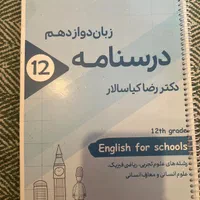 زبان دوازدهم
درسنامه
12
دکتر رضا کیاسالار
12th grade
English for schools
رشته‌های علوم تجربی، ریاضی فیزیک،
علوم انسانی و معارف اسلامی